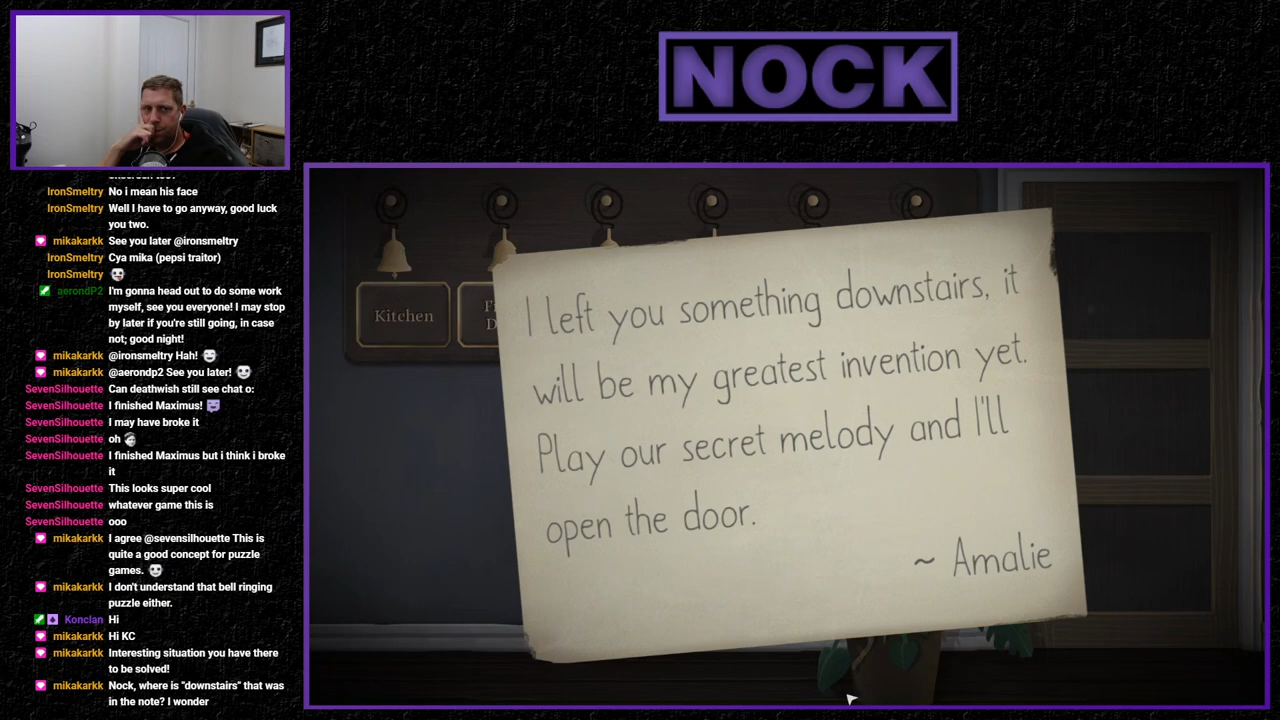 NOCK
IronSmeltry No i mean his face
IronSmeltry Well I have to go anyway, good luck
you two.
mikakarkk See you later @ironsmeltry
IronSmeltry Cya mika (pepsi traitor)
IronSmeltry
aerondP2 I'm gonna head out to do some work
myself, see you everyone! I may stop
by later if you're still going, in case
not; good night!
mikakarkk @ironsmeltry Hah!
mikakarkk @aerondp2 See you later!
SevenSilhouette Can deathwish still see chat o:
SevenSilhouette I finished Maximus!
SevenSilhouette I may have broke it
SevenSilhouette oh
SevenSilhouette I finished Maximus but i think i broke
it
SevenSilhouette This looks super cool
SevenSilhouette whatever game this is
SevenSilhouette ooo
mikakarkk I agree @sevensilhouette This is
quite a good concept for puzzle
games.
mikakarkk I don't understand that bell ringing
puzzle either.
Konclan Hi
mikakarkk Hi KC
mikakarkk Interesting situation you have there
to be solved!
mikakarkk Nock, where is "downstairs" that was
in the note? I wonder
Kitchen
I left you something downstairs, it
will be my greatest invention yet.
Play our secret melody and I'll
open the door.
~ Amalie